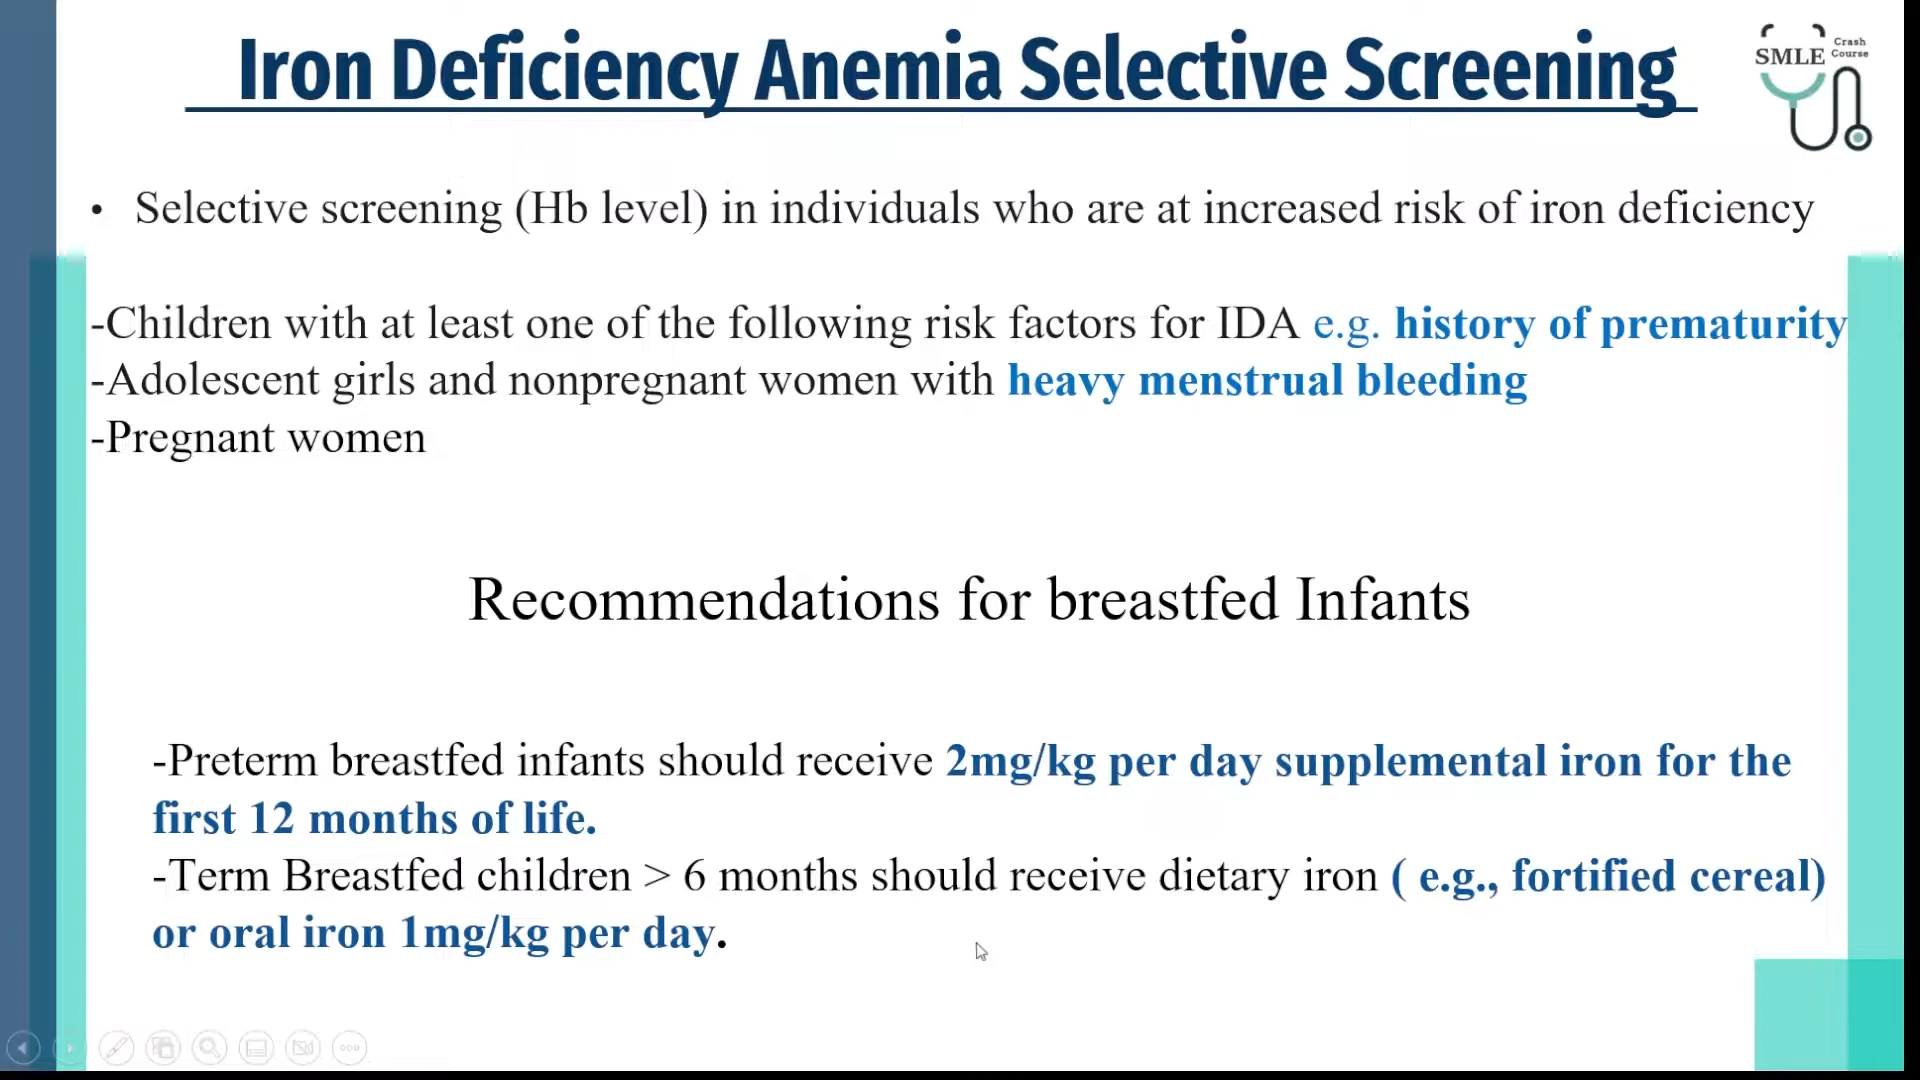 Iron Deficiency Anemia Selective Screening
SMLE Crash Course
• Selective screening (Hb level) in individuals who are at increased risk of iron deficiency
-Children with at least one of the following risk factors for IDA e.g. history of prematurity
-Adolescent girls and nonpregnant women with heavy menstrual bleeding
-Pregnant women
Recommendations for breastfed Infants
-Preterm breastfed infants should receive 2mg/kg per day supplemental iron for the
first 12 months of life.
-Term Breastfed children > 6 months should receive dietary iron ( e.g., fortified cereal)
or oral iron 1mg/kg per day.